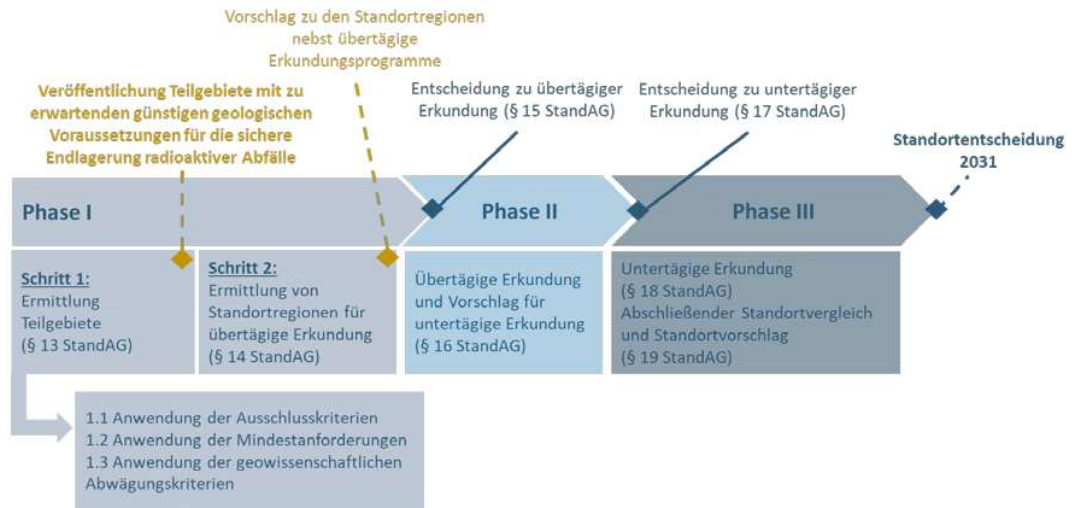 Vorschlag zu den Standortregionen
nebst übertägige
Erkundungsprogramme
Veröffentlichung Teilgebiete mit zu
erwartenden günstigen geologischen
Voraussetzungen für die sichere
Endlagerung radioaktiver Abfälle
Entscheidung zu übertägiger
Erkundung (§ 15 StandAG)
Entscheidung zu untertägiger
Erkundung (§ 17 StandAG)
Standortentscheidung
2031
Phase I
Phase II
Phase III
Schritt 1:
Ermittlung
Teilgebiete
(§ 13 StandAG)
Schritt 2:
Ermittlung von
Standortregionen für
übertägige Erkundung
(§ 14 StandAG)
Übertägige Erkundung
und Vorschlag für
untertägige Erkundung
(§ 16 StandAG)
Untertägige Erkundung
(§ 18 StandAG)
Abschließender Standortvergleich
und Standortvorschlag
(§ 19 StandAG)
1.1 Anwendung der Ausschlusskriterien
1.2 Anwendung der Mindestanforderungen
1.3 Anwendung der geowissenschaftlichen
Abwägungskriterien